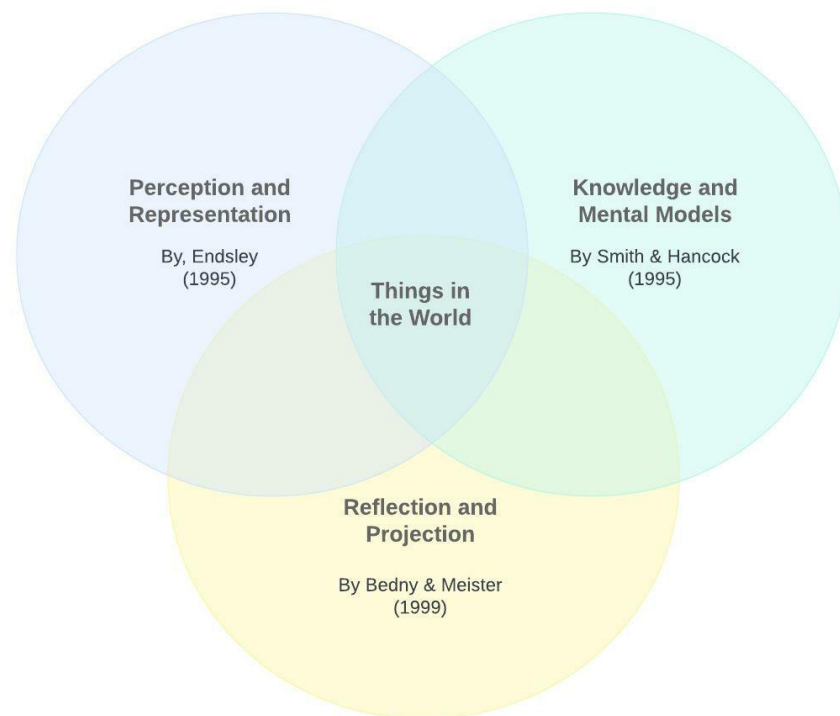 Perception and
Representation
By, Endsley
(1995)
Knowledge and
Mental Models
By Smith & Hancock
(1995)
Things in
the World
Reflection and
Projection
By Bedny & Meister
(1999)